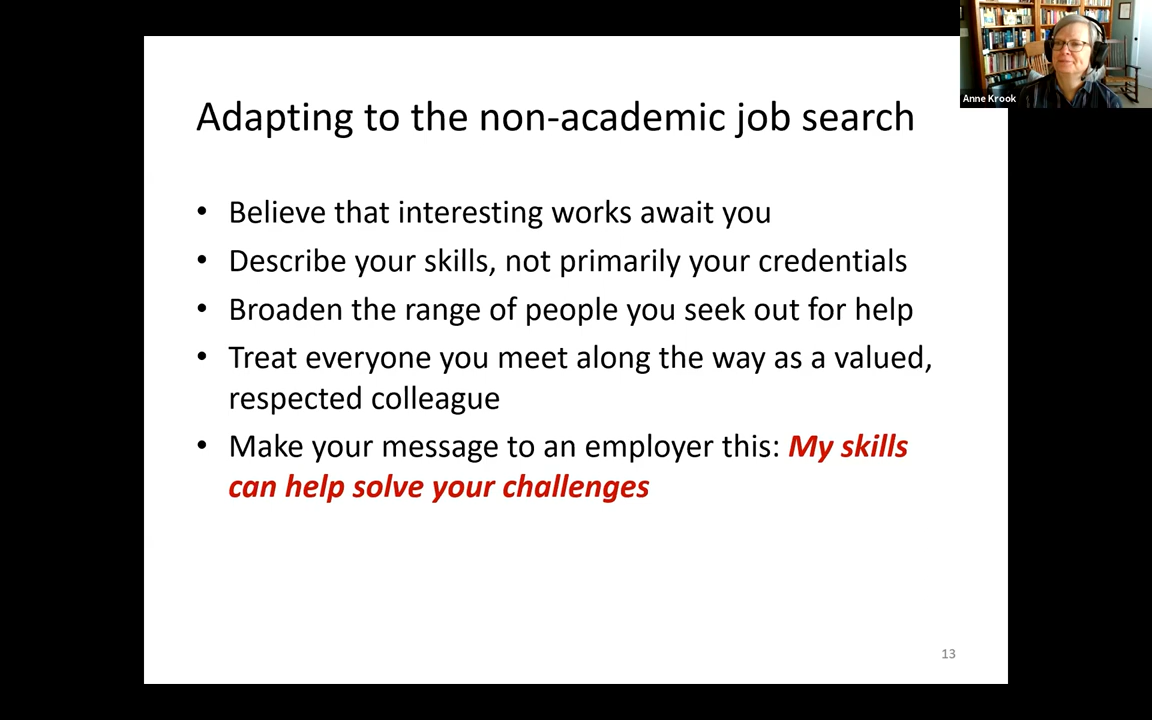 Anne Krook
Adapting to the non-academic job search
• Believe that interesting works await you
• Describe your skills, not primarily your credentials
• Broaden the range of people you seek out for help
• Treat everyone you meet along the way as a valued,
respected colleague
• Make your message to an employer this: My skills
can help solve your challenges
13